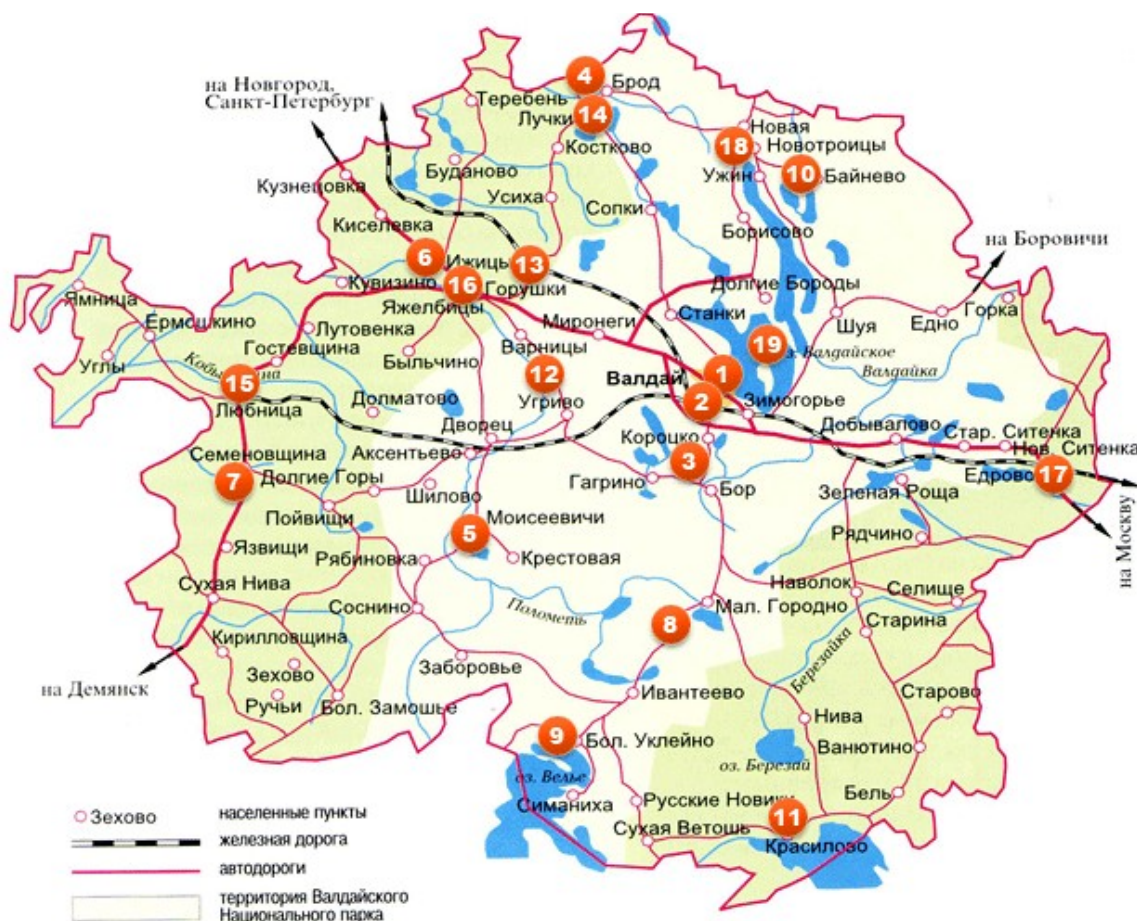 4
Брод
на Новгород,
Санкт-Петербург
Теребень
Лучки
14
Новая
18
Новотроицы
Костково
Буданово
Ужин
10
Байнево
Кузнецовка
Усиха
Сопки
Киселевка
Борисово
на Боровичи
6
Ижицы
13
Кувизино
16
Горушки
Долгие Бороды
Ямница
Яжелбицы
Горка
Ермошкино
Лутовенка
Миронеги
Станки
Шуя
Едно
Гостевщина
Варницы
19
оз. Валдайское
Углы
Быльчино
Валдайка
15
12
Валдай
1
2
Любница
Долматово
Угриво
Зимогорье
Дворец
Короцко
Добывалово
Стар. Ситенка
Семеновщина
Аксентьево
3
Нов. Ситенка
7
Долгие Горы
Шилово
Гагрино
Бор
Зеленая Роща
Едрово
17
Пойвищи
Моисеевичи
5
Рядчино
на Москву
Язвищи
Рябиновка
Крестовая
Сухая Нива
Наволок
Селище
Соснино
Полометь
Мал. Городно
8
Старина
Кирилловщина
Березайка
Зехово
Заборовье
на Демянск
Ручьи
Бол. Замошье
Ивантеево
Старово
Нива
9
Бол. Уклейно
Ванютино
оз. Березай
оз. Велье
Симаниха
Русские Новики
Бель
11
Сухая Ветошь
Красилово
Зехово
населенные пункты
железная дорога
автодороги
территория Валдайского
Национального парка